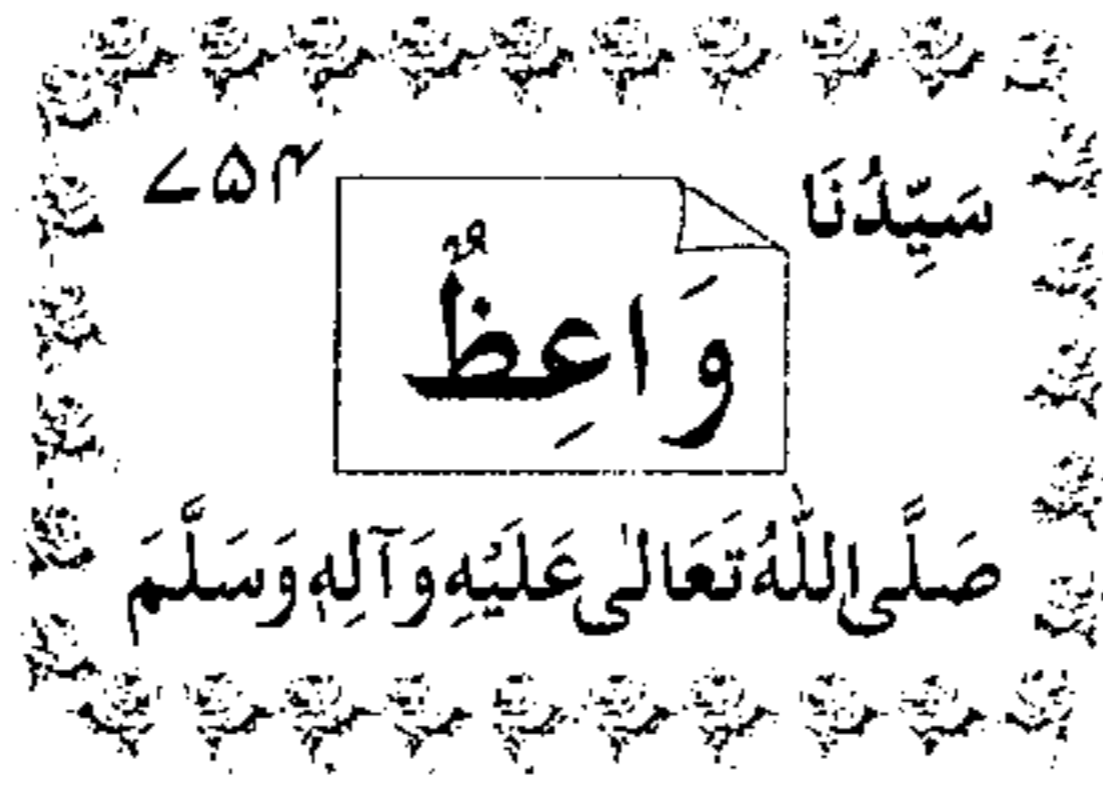 سَيِّدُنَا ۷۵۴
وَاعِظٌ
صَلَّى اللّٰهُ تَعَالٰى عَلَيْهِ وَآلِهٖ وَسَلَّمَ